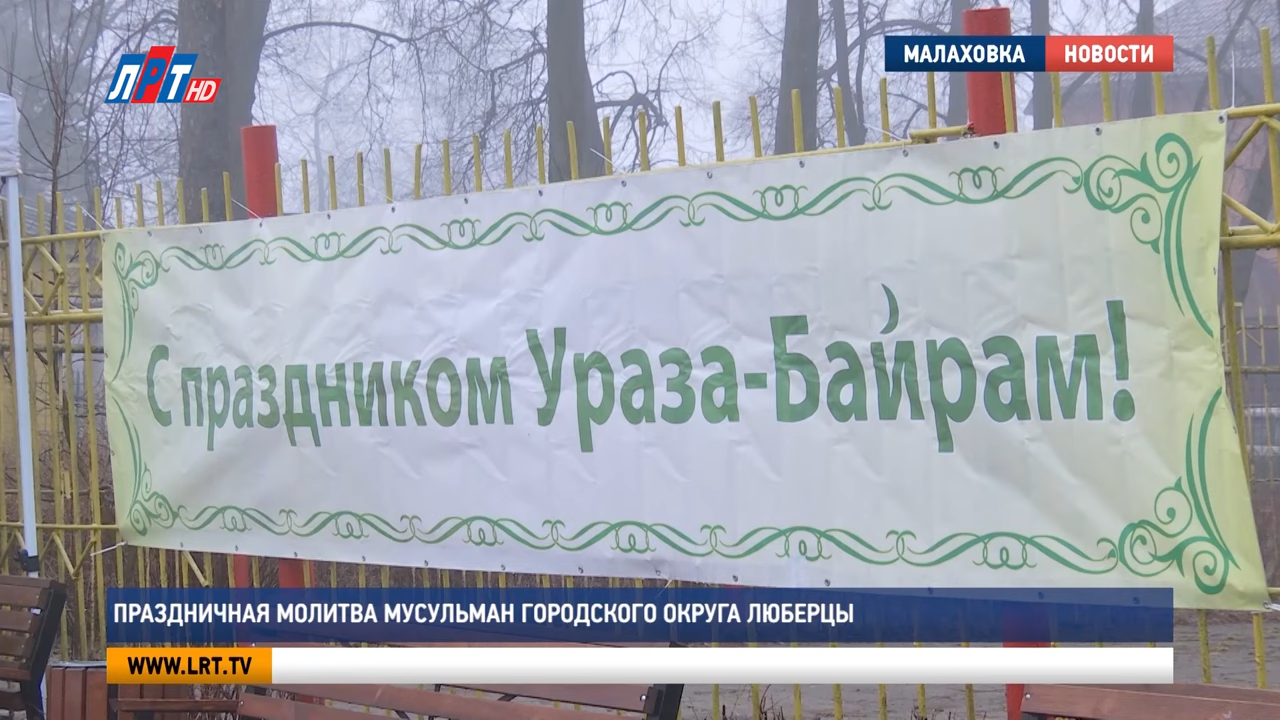 ЛРТ HD
МАЛАХОВКА НОВОСТИ
С праздником Ураза-Байрам!
ПРАЗДНИЧНАЯ МОЛИТВА МУСУЛЬМАН ГОРОДСКОГО ОКРУГА ЛЮБЕРЦЫ
WWW.LRT.TV